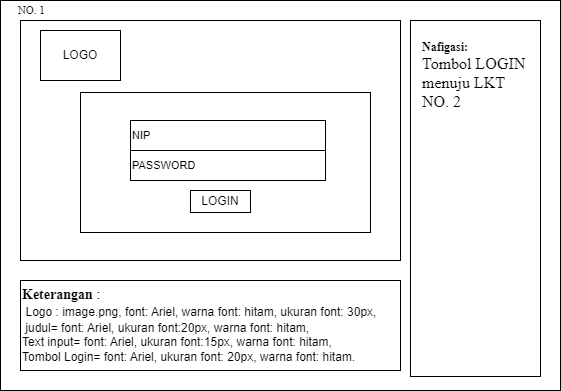 NO. 1
LOGO
NIP
PASSWORD
LOGIN
Nafigasi:
Tombol LOGIN
menuju LKT
NO. 2
Keterangan :
Logo : image.png, font: Ariel, warna font: hitam, ukuran font: 30px,
judul= font: Ariel, ukuran font:20px, warna font: hitam,
Text input= font: Ariel, ukuran font:15px, warna font: hitam,
Tombol Login= font: Ariel, ukuran font: 20px, warna font: hitam.